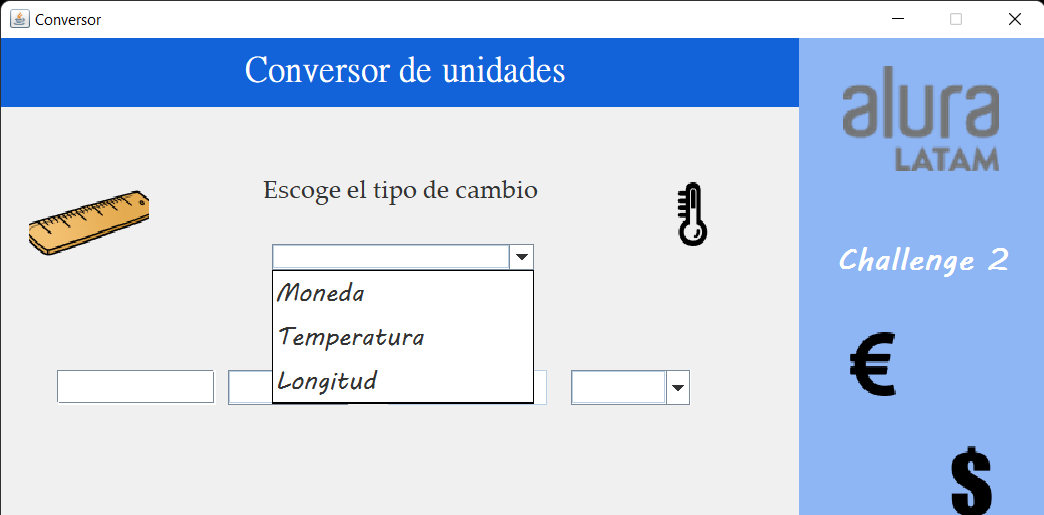 Conversor
Conversor de unidades
alura
LATAM
Escoge el tipo de cambio
Challenge 2
Moneda
Temperatura
Longitud
€
$